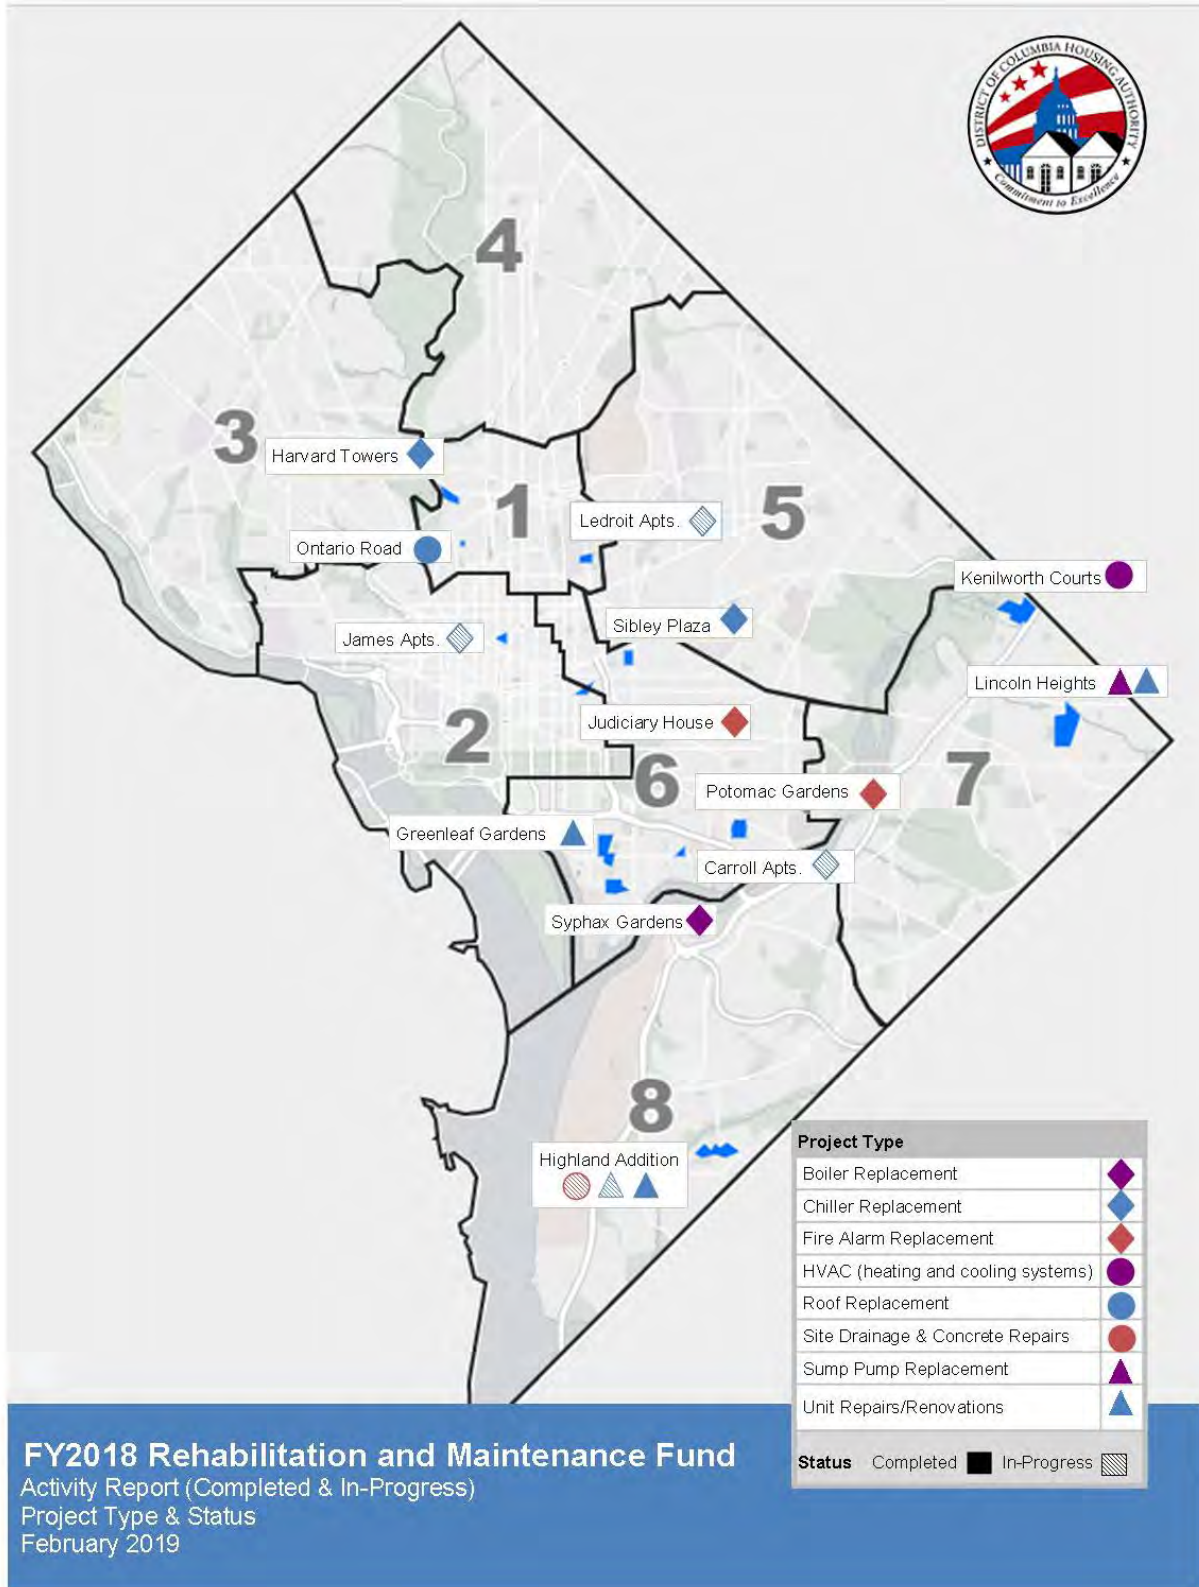 DISTRICT OF COLUMBIA HOUSING AUTHORITY
Commitment to Excellence
4
3
Harvard Towers
1
5
Ledroit Apts.
Ontario Road
Kenilworth Courts
Sibley Plaza
James Apts.
Lincoln Heights
2
Judiciary House
6
7
Potomac Gardens
Greenleaf Gardens
Carroll Apts.
Syphax Gardens
8
Highland Addition
Project Type
Boiler Replacement
Chiller Replacement
Fire Alarm Replacement
HVAC (heating and cooling systems)
Roof Replacement
Site Drainage & Concrete Repairs
Sump Pump Replacement
Unit Repairs/Renovations
Status Completed In-Progress
FY2018 Rehabilitation and Maintenance Fund
Activity Report (Completed & In-Progress)
Project Type & Status
February 2019